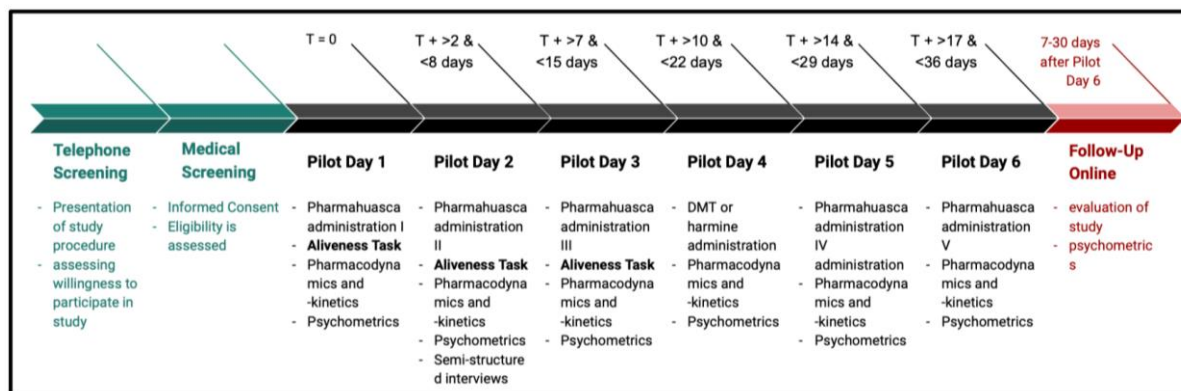 T = 0
T + >2 &
<8 days
T + >7 &
<15 days
T + >10 &
<22 days
T + >14 &
<29 days
T + >17 &
<36 days
7-30 days
after Pilot
Day 6
Telephone
Screening
- Presentation
of study
procedure
- assessing
willingness to
participate in
study
Medical
Screening
- Informed Consent
- Eligibility is
assessed
Pilot Day 1
- Pharmahuasca
administration I
- Aliveness Task
- Pharmacodyna
mics and
-kinetics
- Psychometrics
Pilot Day 2
- Pharmahuasca
administration
II
- Aliveness Task
- Pharmacodyna
mics and
-kinetics
- Psychometrics
- Semi-structure
d interviews
Pilot Day 3
- Pharmahuasca
administration
III
- Aliveness Task
- Pharmacodyna
mics and
-kinetics
- Psychometrics
Pilot Day 4
- DMT or
harmine
administration
- Pharmacodyna
mics and
-kinetics
- Psychometrics
Pilot Day 5
- Pharmahuasca
administration
IV
administration
- Pharmacodyna
mics and
-kinetics
- Psychometrics
Pilot Day 6
- Pharmahuasca
administration
V
- Pharmacodyna
mics and
-kinetics
- Psychometrics
Follow-Up
Online
- evaluation of
study
- psychometric
s